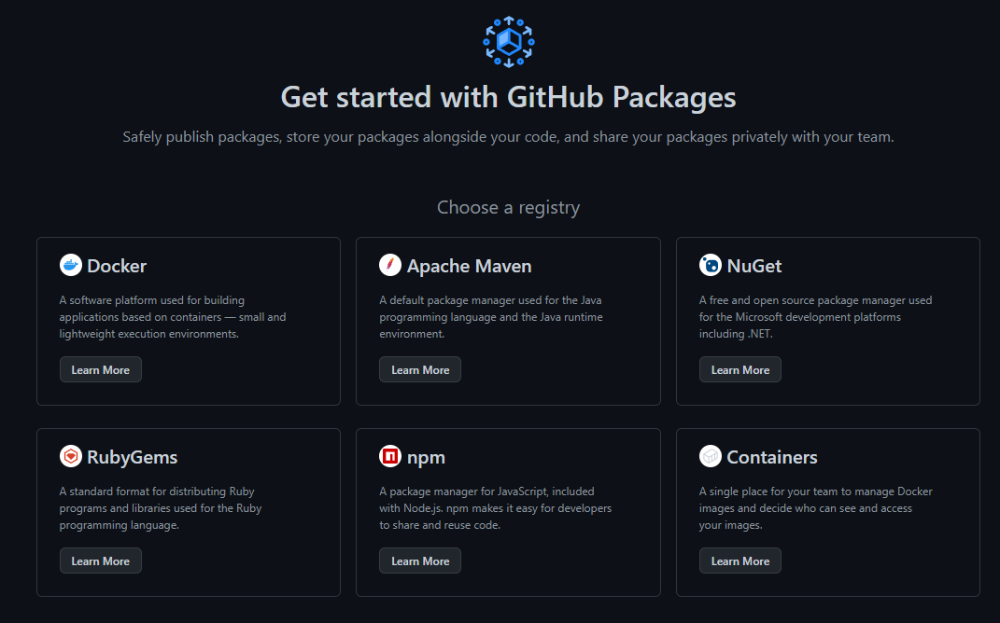 Get started with GitHub Packages
Safely publish packages, store your packages alongside your code, and share your packages privately with your team.
Choose a registry
Docker
A software platform used for building
applications based on containers — small and
lightweight execution environments.
Learn More
Apache Maven
A default package manager used for the Java
programming language and the Java runtime
environment.
Learn More
NuGet
A free and open source package manager used
for the Microsoft development platforms
including .NET.
Learn More
RubyGems
A standard format for distributing Ruby
programs and libraries used for the Ruby
programming language.
Learn More
npm
A package manager for JavaScript, included
with Node.js. npm makes it easy for developers
to share and reuse code.
Learn More
Containers
A single place for your team to manage Docker
images and decide who can see and access
your images.
Learn More